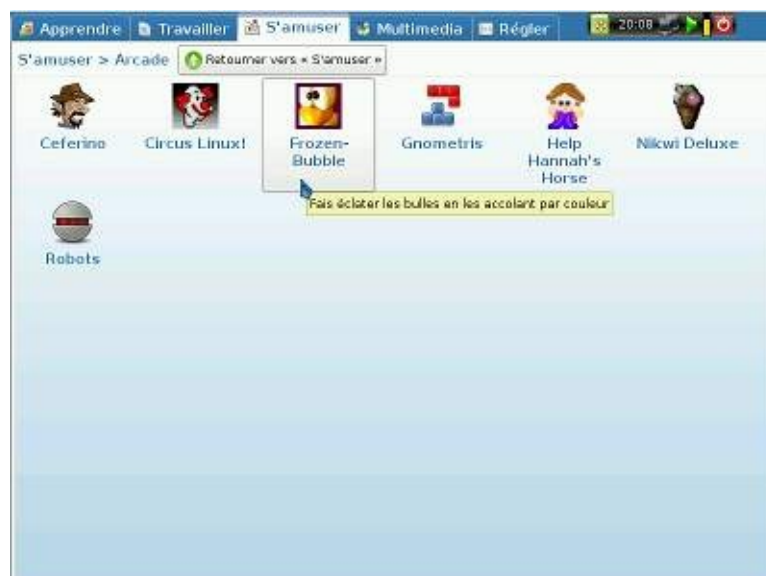 Apprendre Travailler S'amuser Multimedia Régler 20:08
S'amuser > Arcade Retourner vers « S'amuser »
Ceferino Circus Linux! Frozen-Bubble Gnometris Help Hannah's Horse Nikwi Deluxe
Fais éclater les bulles en les accolant par couleur
Robots